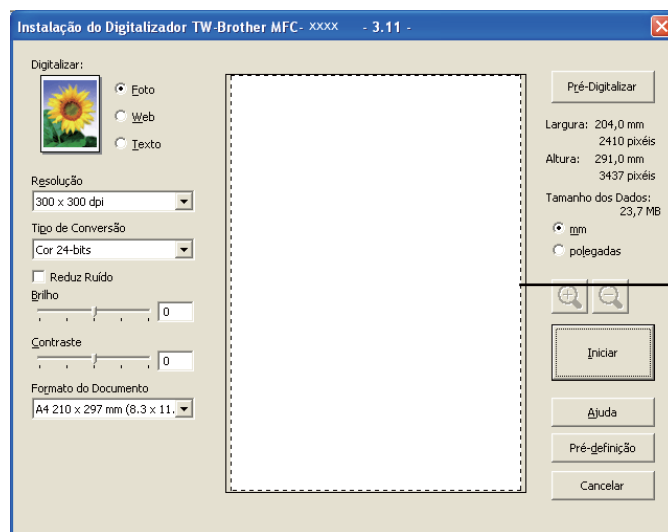 Instalação do Digitalizador TW-Brother MFC- XXXX - 3.11 -
Digitalizar:
Foto
Web
Texto
Resolução
300 x 300 dpi
Tipo de Conversão
Cor 24-bits
Reduz Ruído
Brilho
0
Contraste
0
Formato do Documento
A4 210 x 297 mm (8.3 x 11.
Pré-Digitalizar
Largura: 204,0 mm
2410 pixéis
Altura: 291,0 mm
3437 pixéis
Tamanho dos Dados:
23,7 MB
mm
polegadas
Iniciar
Ajuda
Pré-definição
Cancelar